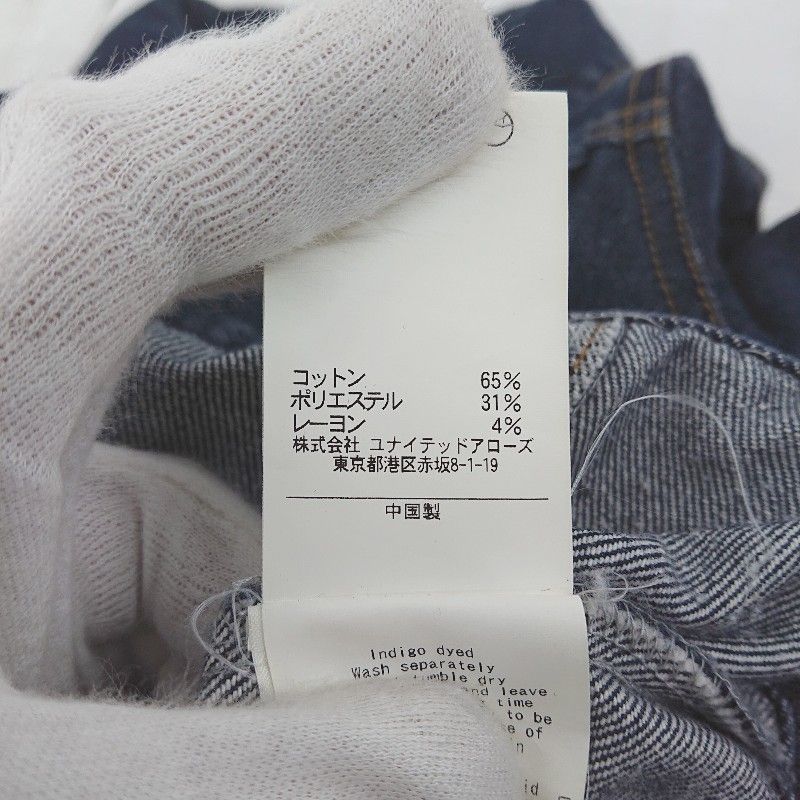 コットン 65%
ポリエステル 31%
レーヨン 4%
株式会社 ユナイテッドアローズ
東京都港区赤坂8-1-19
中国製
Indigo dyed
Wash separately
tumble dry
and leave
time
to be
of